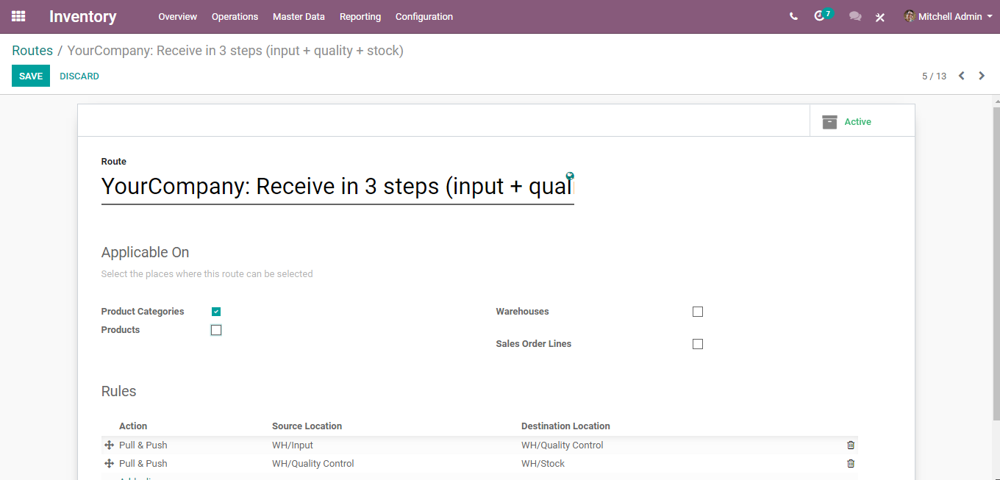 Inventory Overview Operations Master Data Reporting Configuration 7 Mitchell Admin
Routes / YourCompany: Receive in 3 steps (input + quality + stock)
SAVE DISCARD 5 / 13
Active
Route
YourCompany: Receive in 3 steps (input + quali
Applicable On
Select the places where this route can be selected
Product Categories Warehouses
Products
Sales Order Lines
Rules
Action Source Location Destination Location
Pull & Push WH/Input WH/Quality Control
Pull & Push WH/Quality Control WH/Stock